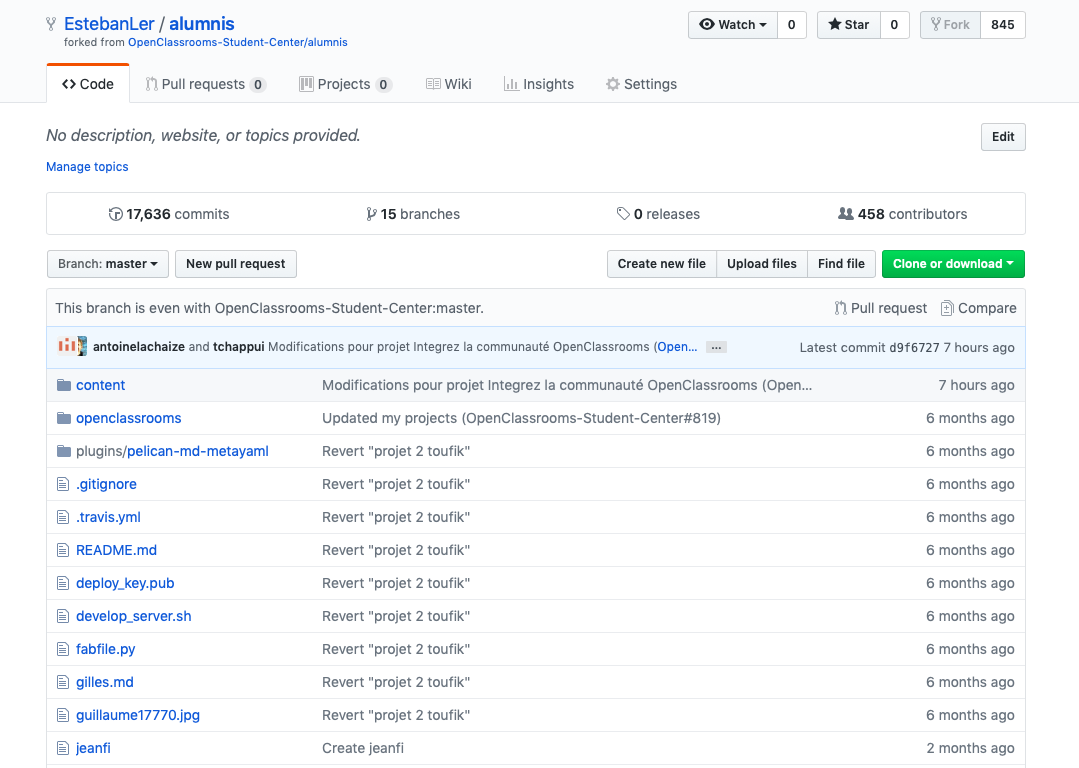 EstebanLer / alumnis Watch 0 Star 0 Fork 845
forked from OpenClassrooms-Student-Center/alumnis
Code Pull requests 0 Projects 0 Wiki Insights Settings
No description, website, or topics provided. Edit
Manage topics
17,636 commits 15 branches 0 releases 458 contributors
Branch: master New pull request Create new file Upload files Find file Clone or download
This branch is even with OpenClassrooms-Student-Center:master. Pull request Compare
antoinelachaize and tchappui Modifications pour projet Integrez la communauté OpenClassrooms (Open... ... Latest commit d9f6727 7 hours ago
content Modifications pour projet Integrez la communauté OpenClassrooms (Open... 7 hours ago
openclassrooms Updated my projects (OpenClassrooms-Student-Center#819) 6 months ago
plugins/pelican-md-metayaml Revert "projet 2 toufik" 6 months ago
.gitignore Revert "projet 2 toufik" 6 months ago
.travis.yml Revert "projet 2 toufik" 6 months ago
README.md Revert "projet 2 toufik" 6 months ago
deploy_key.pub Revert "projet 2 toufik" 6 months ago
develop_server.sh Revert "projet 2 toufik" 6 months ago
fabfile.py Revert "projet 2 toufik" 6 months ago
gilles.md Revert "projet 2 toufik" 6 months ago
guillaume17770.jpg Revert "projet 2 toufik" 6 months ago
jeanfi Create jeanfi 2 months ago